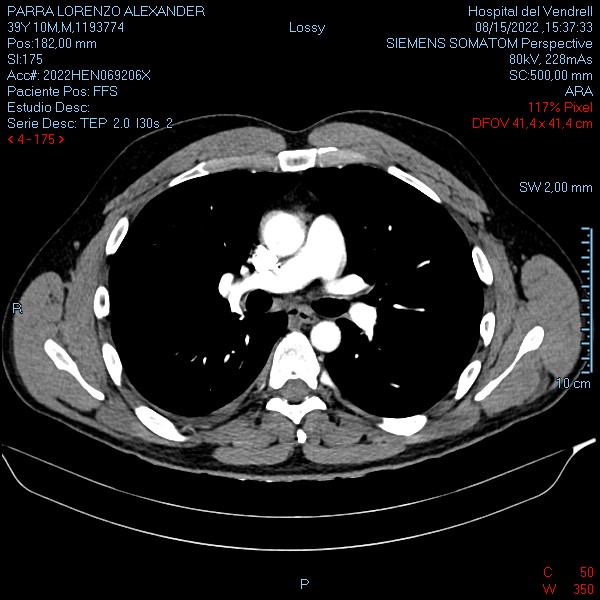 PARRA LORENZO ALEXANDER
39Y 10M,M,1193774
Pos:182,00 mm
SI:175
Acc#: 2022HEN069206X
Paciente Pos: FFS
Estudio Desc:
Serie Desc: TEP 2.0 I30s 2
< 4 - 175 >
Lossy
Hospital del Vendrell
08/15/2022 ,15:37:33
SIEMENS SOMATOM Perspective
80kV, 228mAs
SC:500,00 mm
ARA
117% Pixel
DFOV 41,4 x 41,4 cm
SW 2,00 mm
R
10 cm
P
C 50
W 350